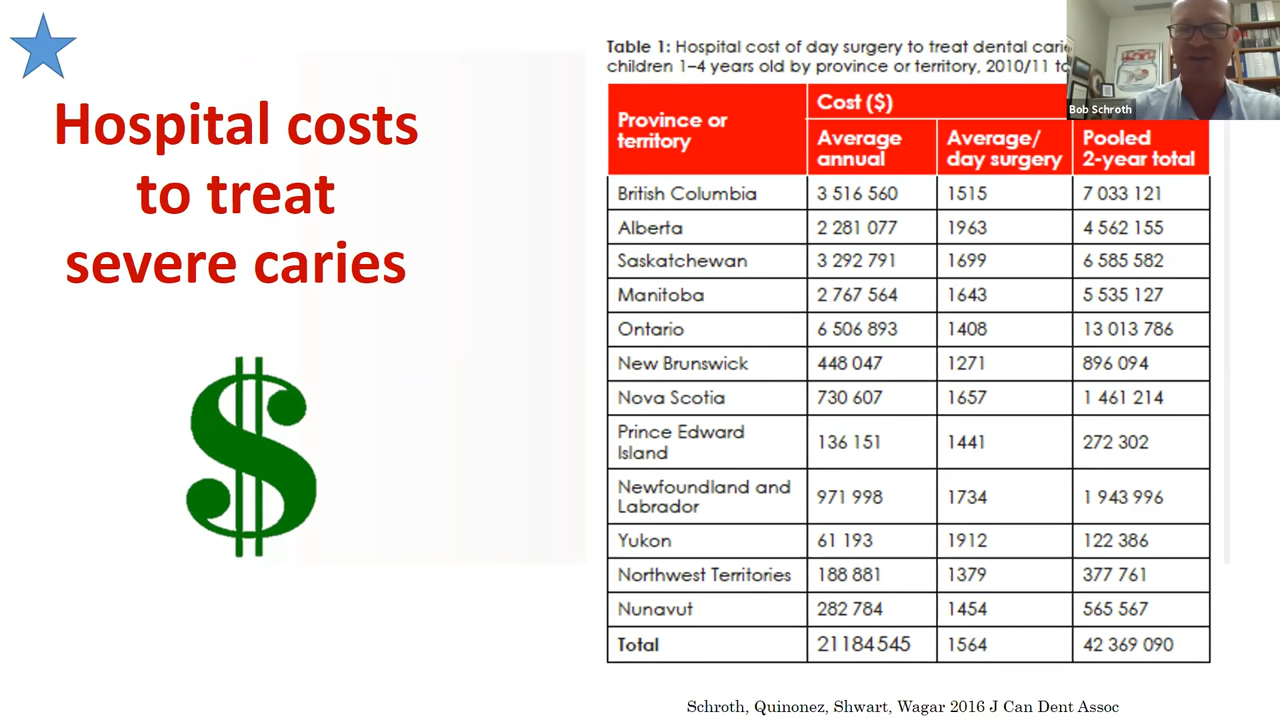 Hospital costs
to treat
severe caries
Table 1: Hospital cost of day surgery to treat dental
children 1–4 years old by province or territory, 2010/11
Bob Schroth
Province or
territory
Cost ($)
Average
annual
Average/
day surgery
Pooled
2-year total
British Columbia 3 516 560 1515 7 033 121
Alberta 2 281 077 1963 4 562 155
Saskatchewan 3 292 791 1699 6 585 582
Manitoba 2 767 564 1643 5 535 127
Ontario 6 506 893 1408 13 013 786
New Brunswick 448 047 1271 896 094
Nova Scotia 730 607 1657 1 461 214
Prince Edward
Island 136 151 1441 272 302
Newfoundland and
Labrador 971 998 1734 1 943 996
Yukon 61 193 1912 122 386
Northwest Territories 188 881 1379 377 761
Nunavut 282 784 1454 565 567
Total 21184545 1564 42 369 090
$
Schroth, Quinonez, Shwart, Wagar 2016 J Can Dent Assoc